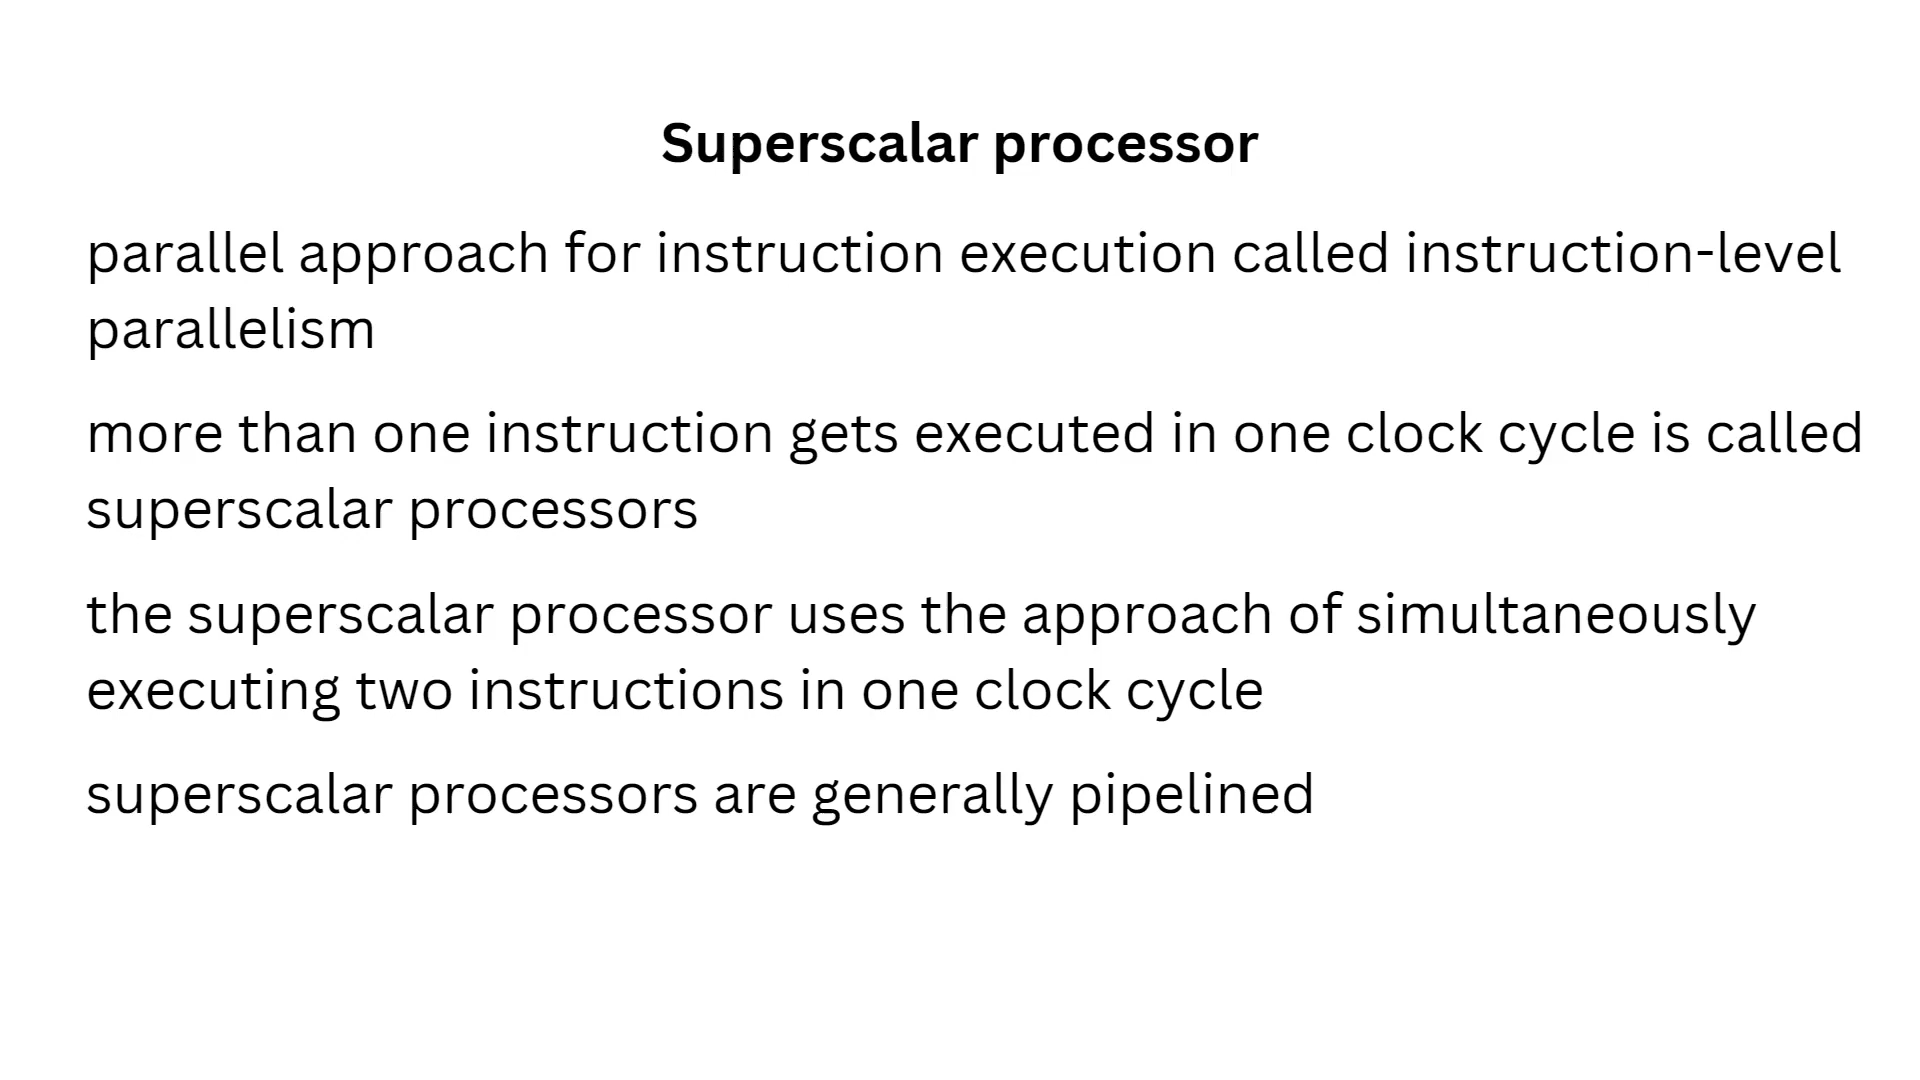 Superscalar processor
parallel approach for instruction execution called instruction-level
parallelism
more than one instruction gets executed in one clock cycle is called
superscalar processors
the superscalar processor uses the approach of simultaneously
executing two instructions in one clock cycle
superscalar processors are generally pipelined